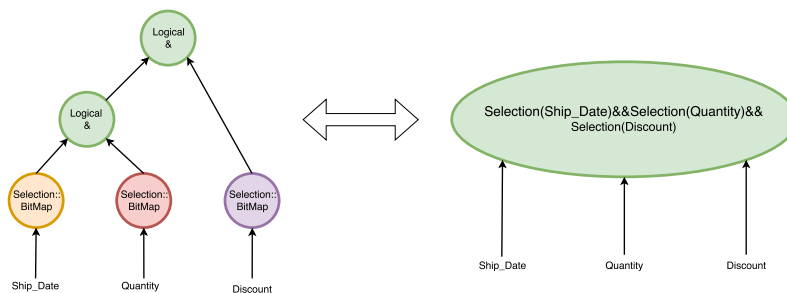 Logical
&
Logical
&
Selection::
BitMap
Selection::
BitMap
Selection::
BitMap
Ship_Date
Quantity
Discount
Selection(Ship_Date)&&Selection(Quantity)&&
Selection(Discount)
Ship_Date
Quantity
Discount